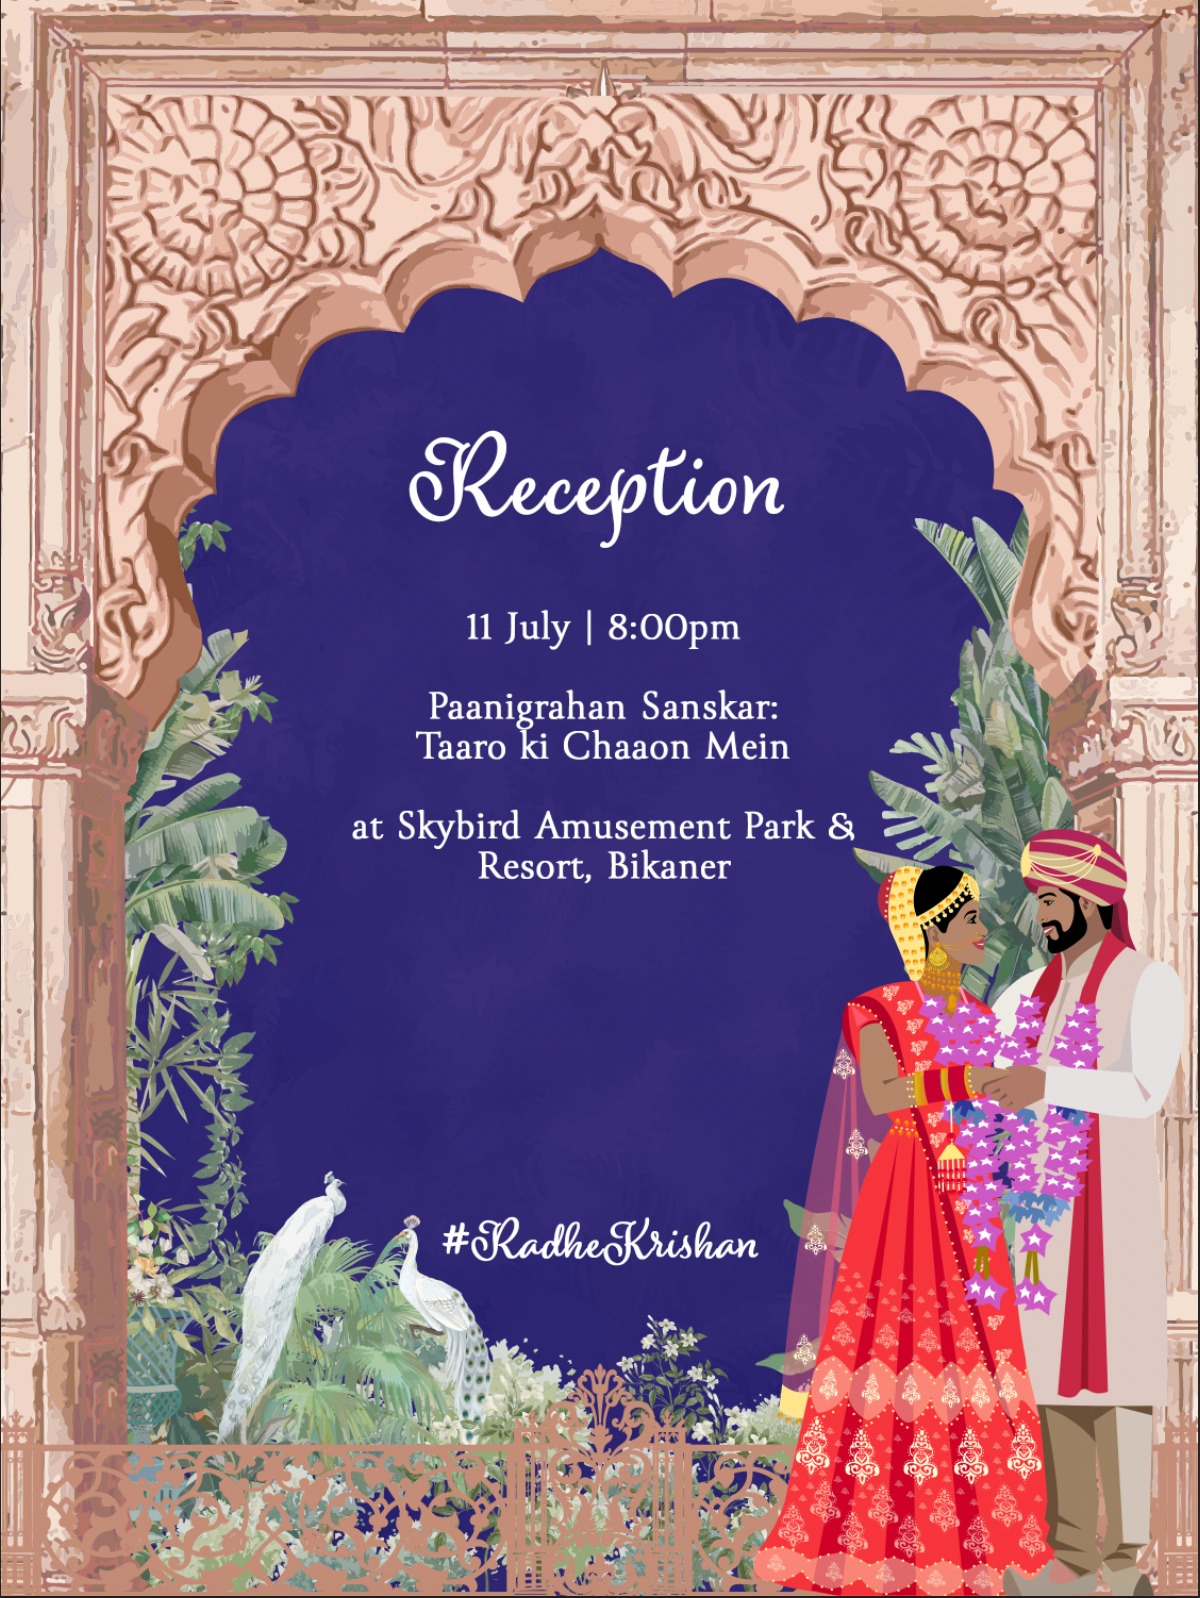 Reception
11 July | 8:00pm
Paanigrahan Sanskar:
Taaro ki Chaaon Mein
at Skybird Amusement Park &
Resort, Bikaner
#RadheKrishan